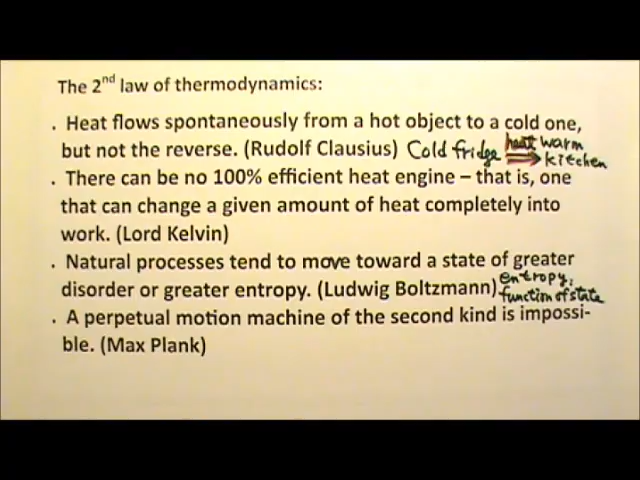 The 2nd law of thermodynamics:
. Heat flows spontaneously from a hot object to a cold one,
but not the reverse. (Rudolf Clausius) Cold fridge heat warm
kitchen
. There can be no 100% efficient heat engine – that is, one
that can change a given amount of heat completely into
work. (Lord Kelvin)
. Natural processes tend to move toward a state of greater
disorder or greater entropy. (Ludwig Boltzmann) entropy:
function of state
. A perpetual motion machine of the second kind is impossi-
ble. (Max Plank)